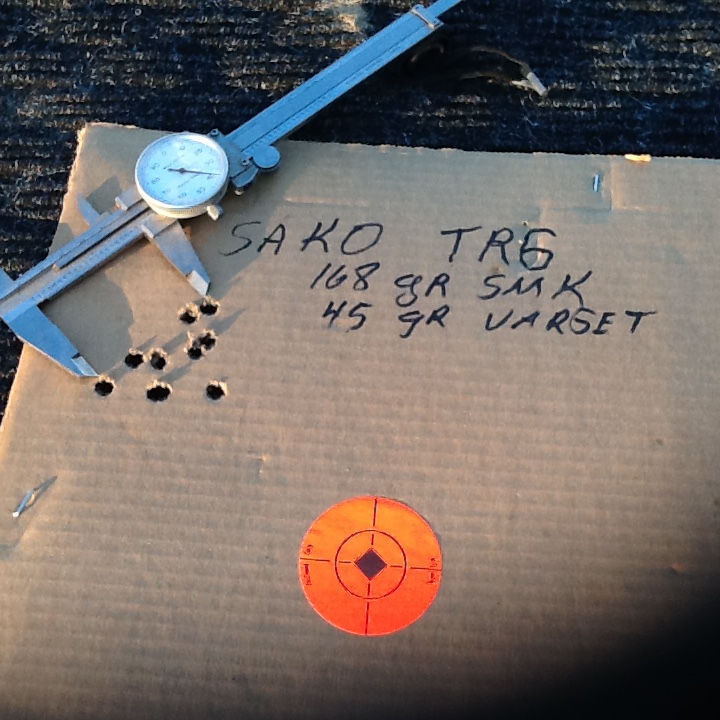 SAKO TRG
168 gR SMK
45 gR VARGET